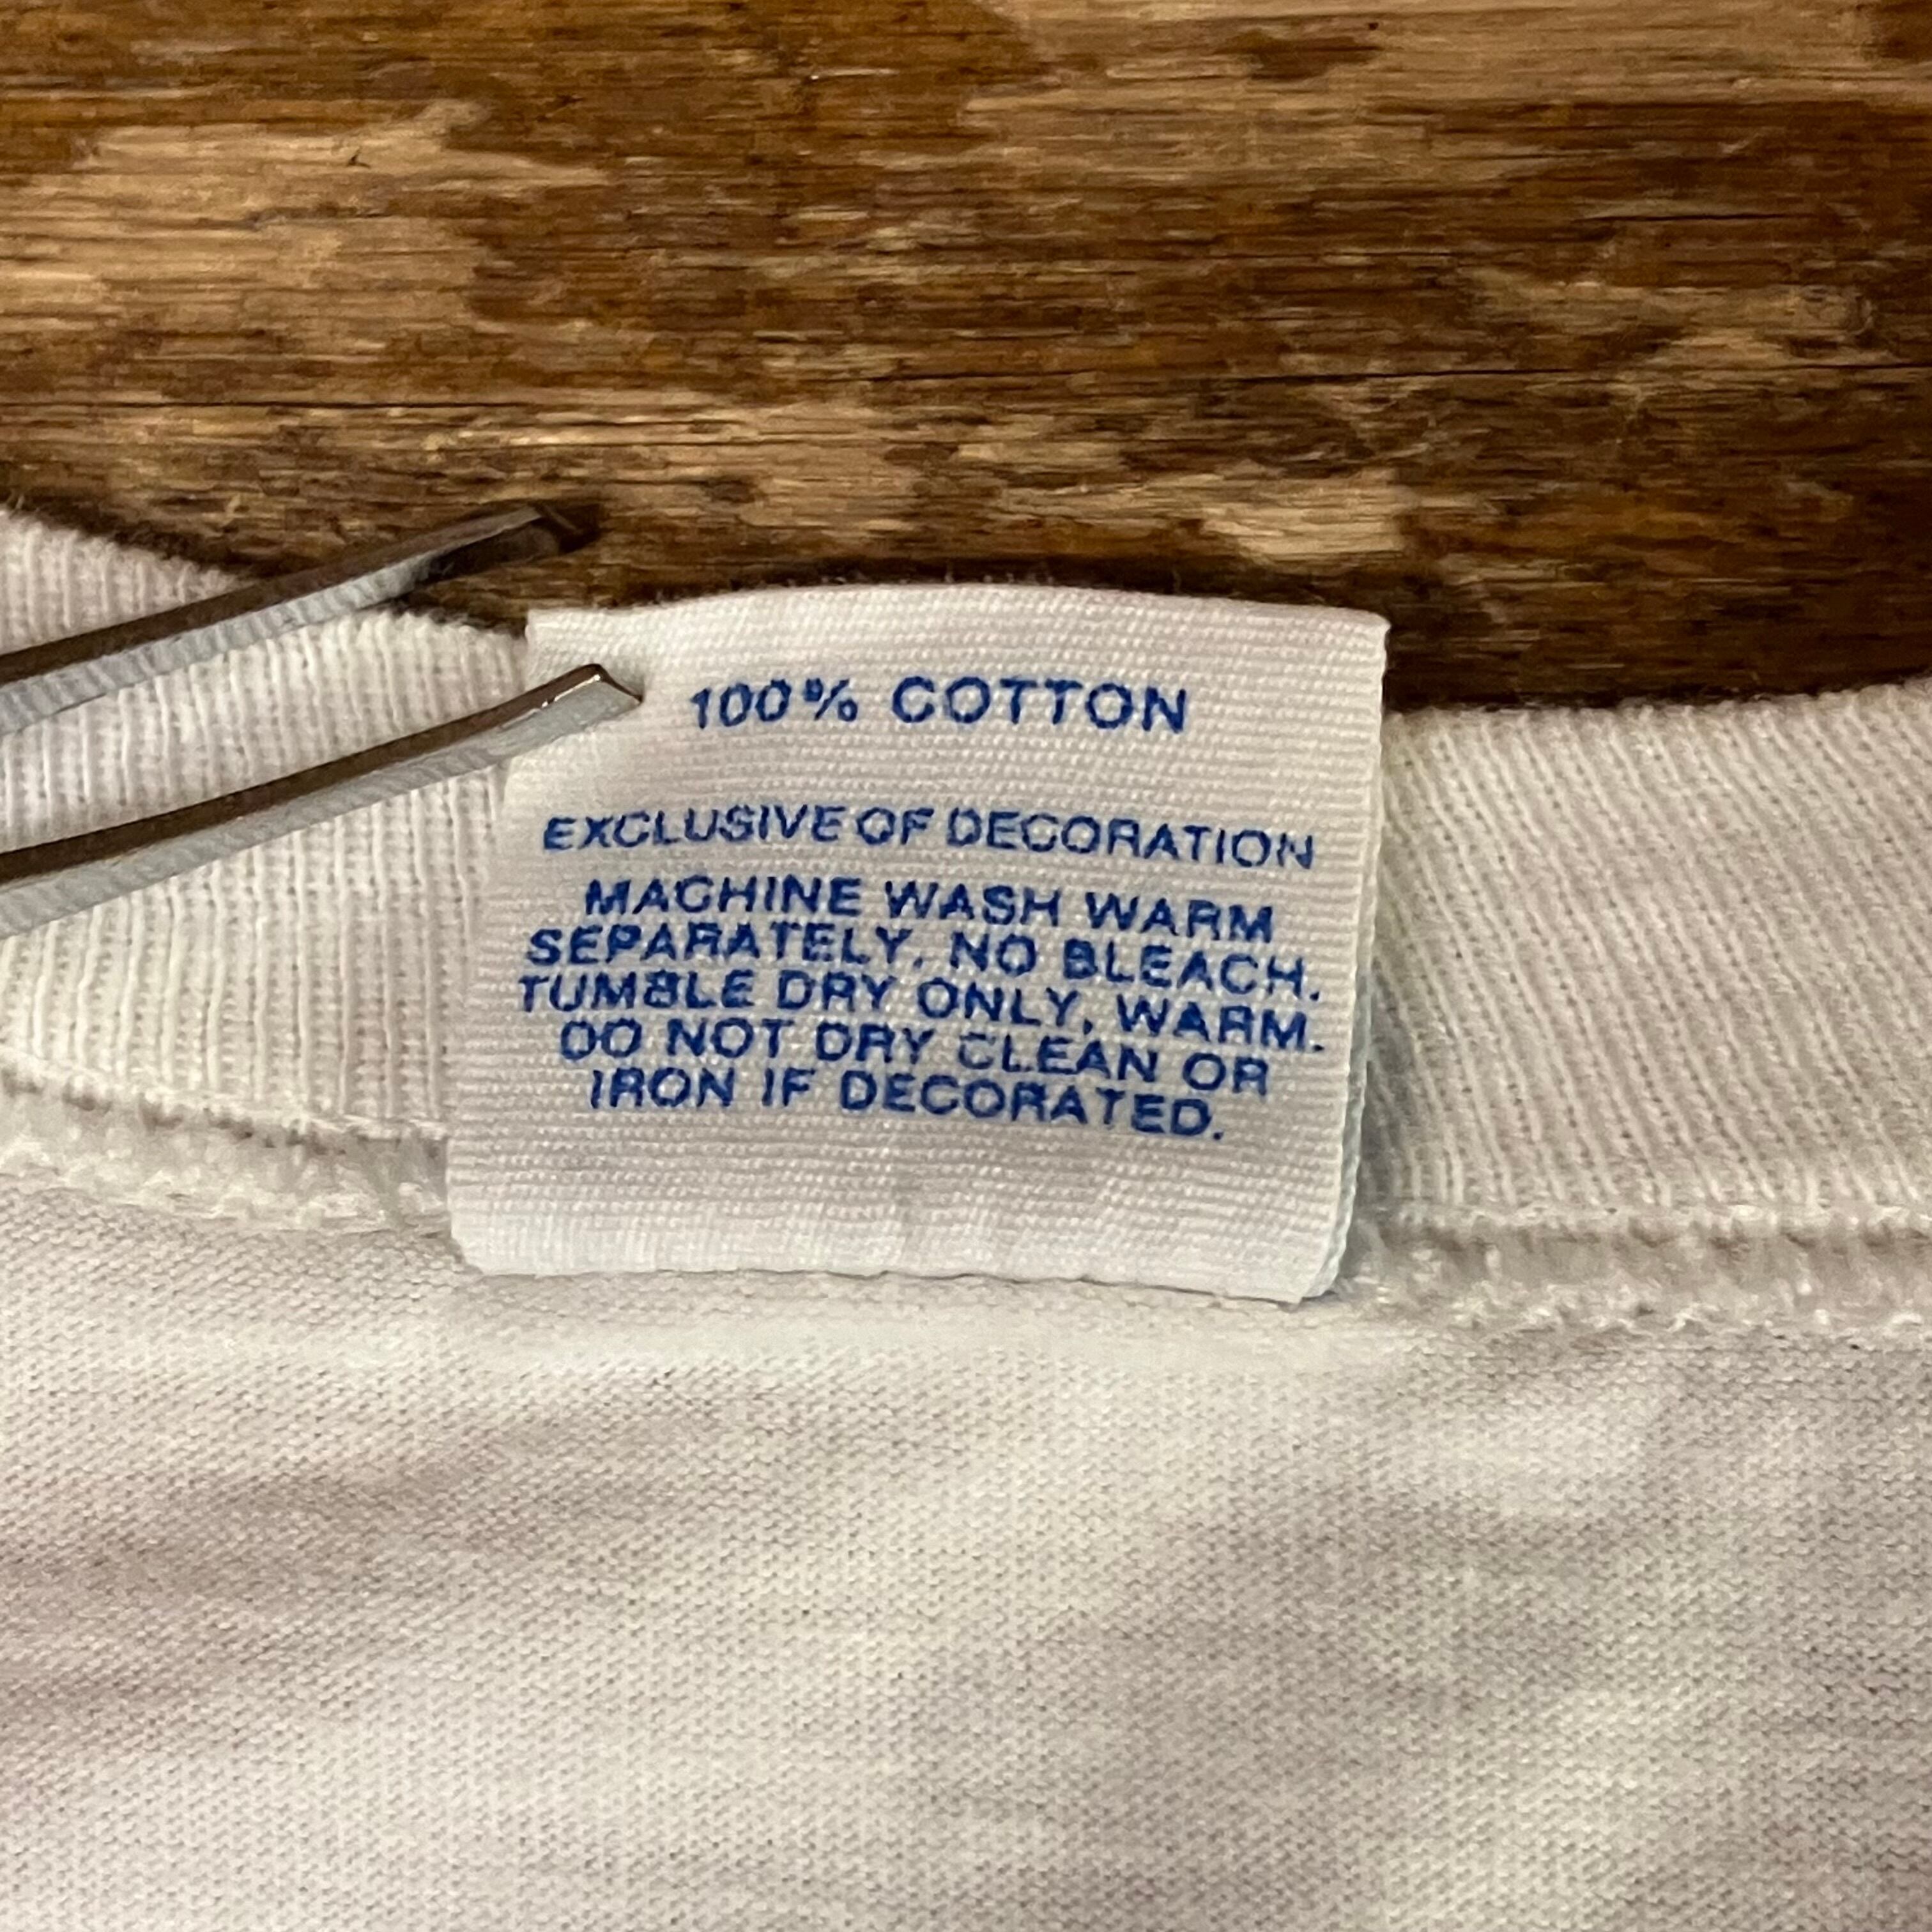 100% COTTON
EXCLUSIVE OF DECORATION
MACHINE WASH WARM
SEPARATELY, NO BLEACH.
TUMBLE DRY ONLY, WARM.
DO NOT DRY CLEAN OR
IRON IF DECORATED.